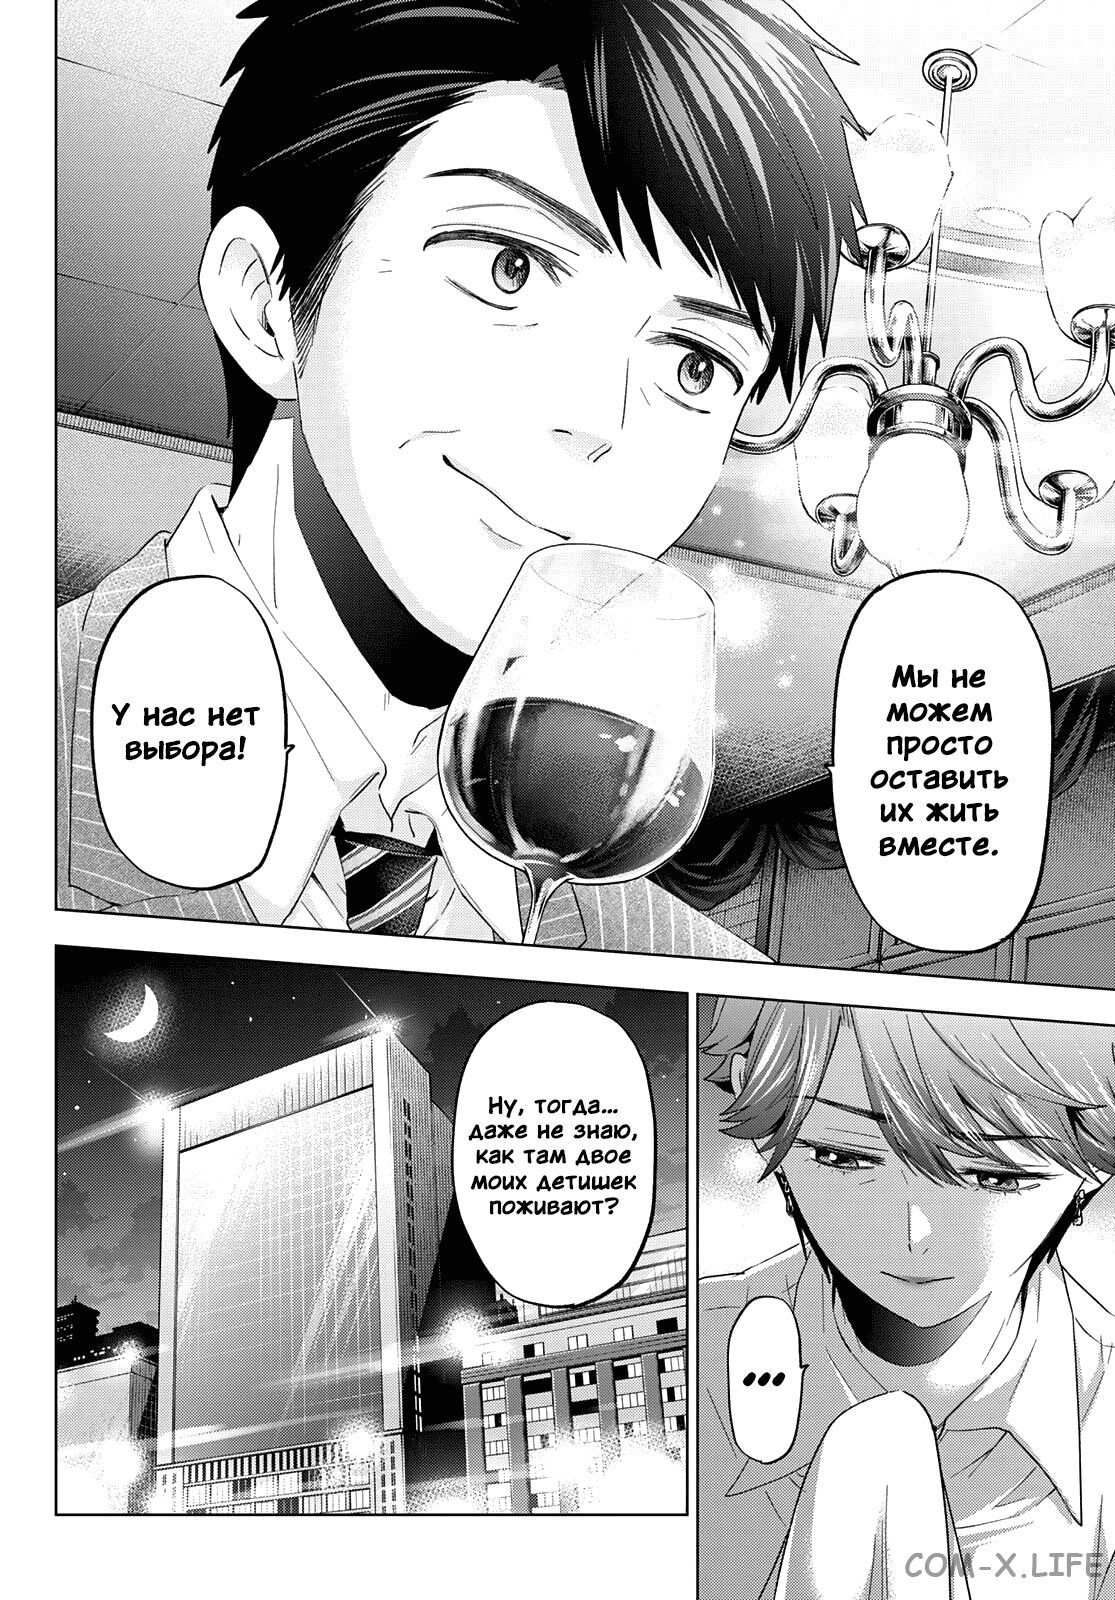 Мы не
можем
просто
оставить
их жить
вместе.
У нас нет
выбора!
...
Ну, тогда...
даже не знаю,
как там двое
моих детишек
поживают?
COM-X.LIFE